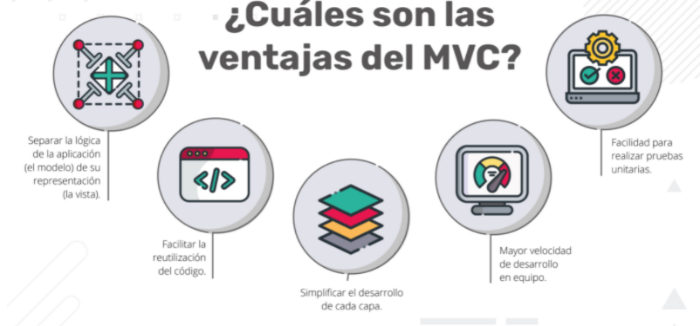 ¿Cuáles son las
ventajas del MVC?
Separar la lógica
de la aplicación
(el modelo) de su
representación
(la vista).
Facilitar la
reutilización
del código.
Simplificar el desarrollo
de cada capa.
Mayor velocidad
de desarrollo
en equipo.
Facilidad para
realizar pruebas
unitarias.